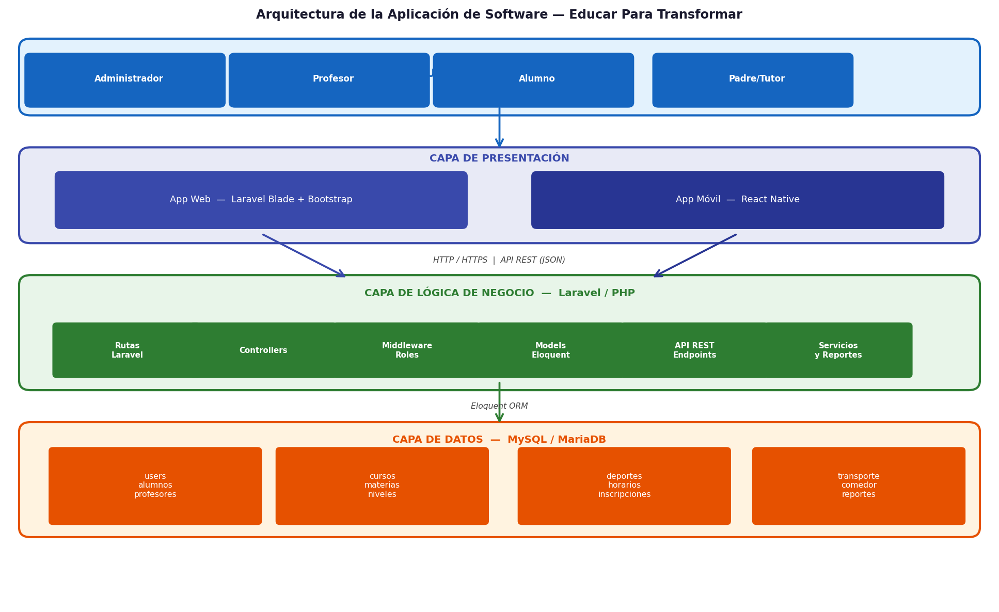 Arquitectura de la Aplicación de Software — Educar Para Transformar
Administrador
Profesor
Alumno
Padre/Tutor
CAPA DE PRESENTACIÓN
App Web — Laravel Blade + Bootstrap
App Móvil — React Native
HTTP / HTTPS | API REST (JSON)
CAPA DE LÓGICA DE NEGOCIO — Laravel / PHP
Rutas
Laravel
Controllers
Middleware
Roles
Models
Eloquent
API REST
Endpoints
Servicios
y Reportes
Eloquent ORM
CAPA DE DATOS — MySQL / MariaDB
users
alumnos
profesores
cursos
materias
niveles
deportes
horarios
inscripciones
transporte
comedor
reportes